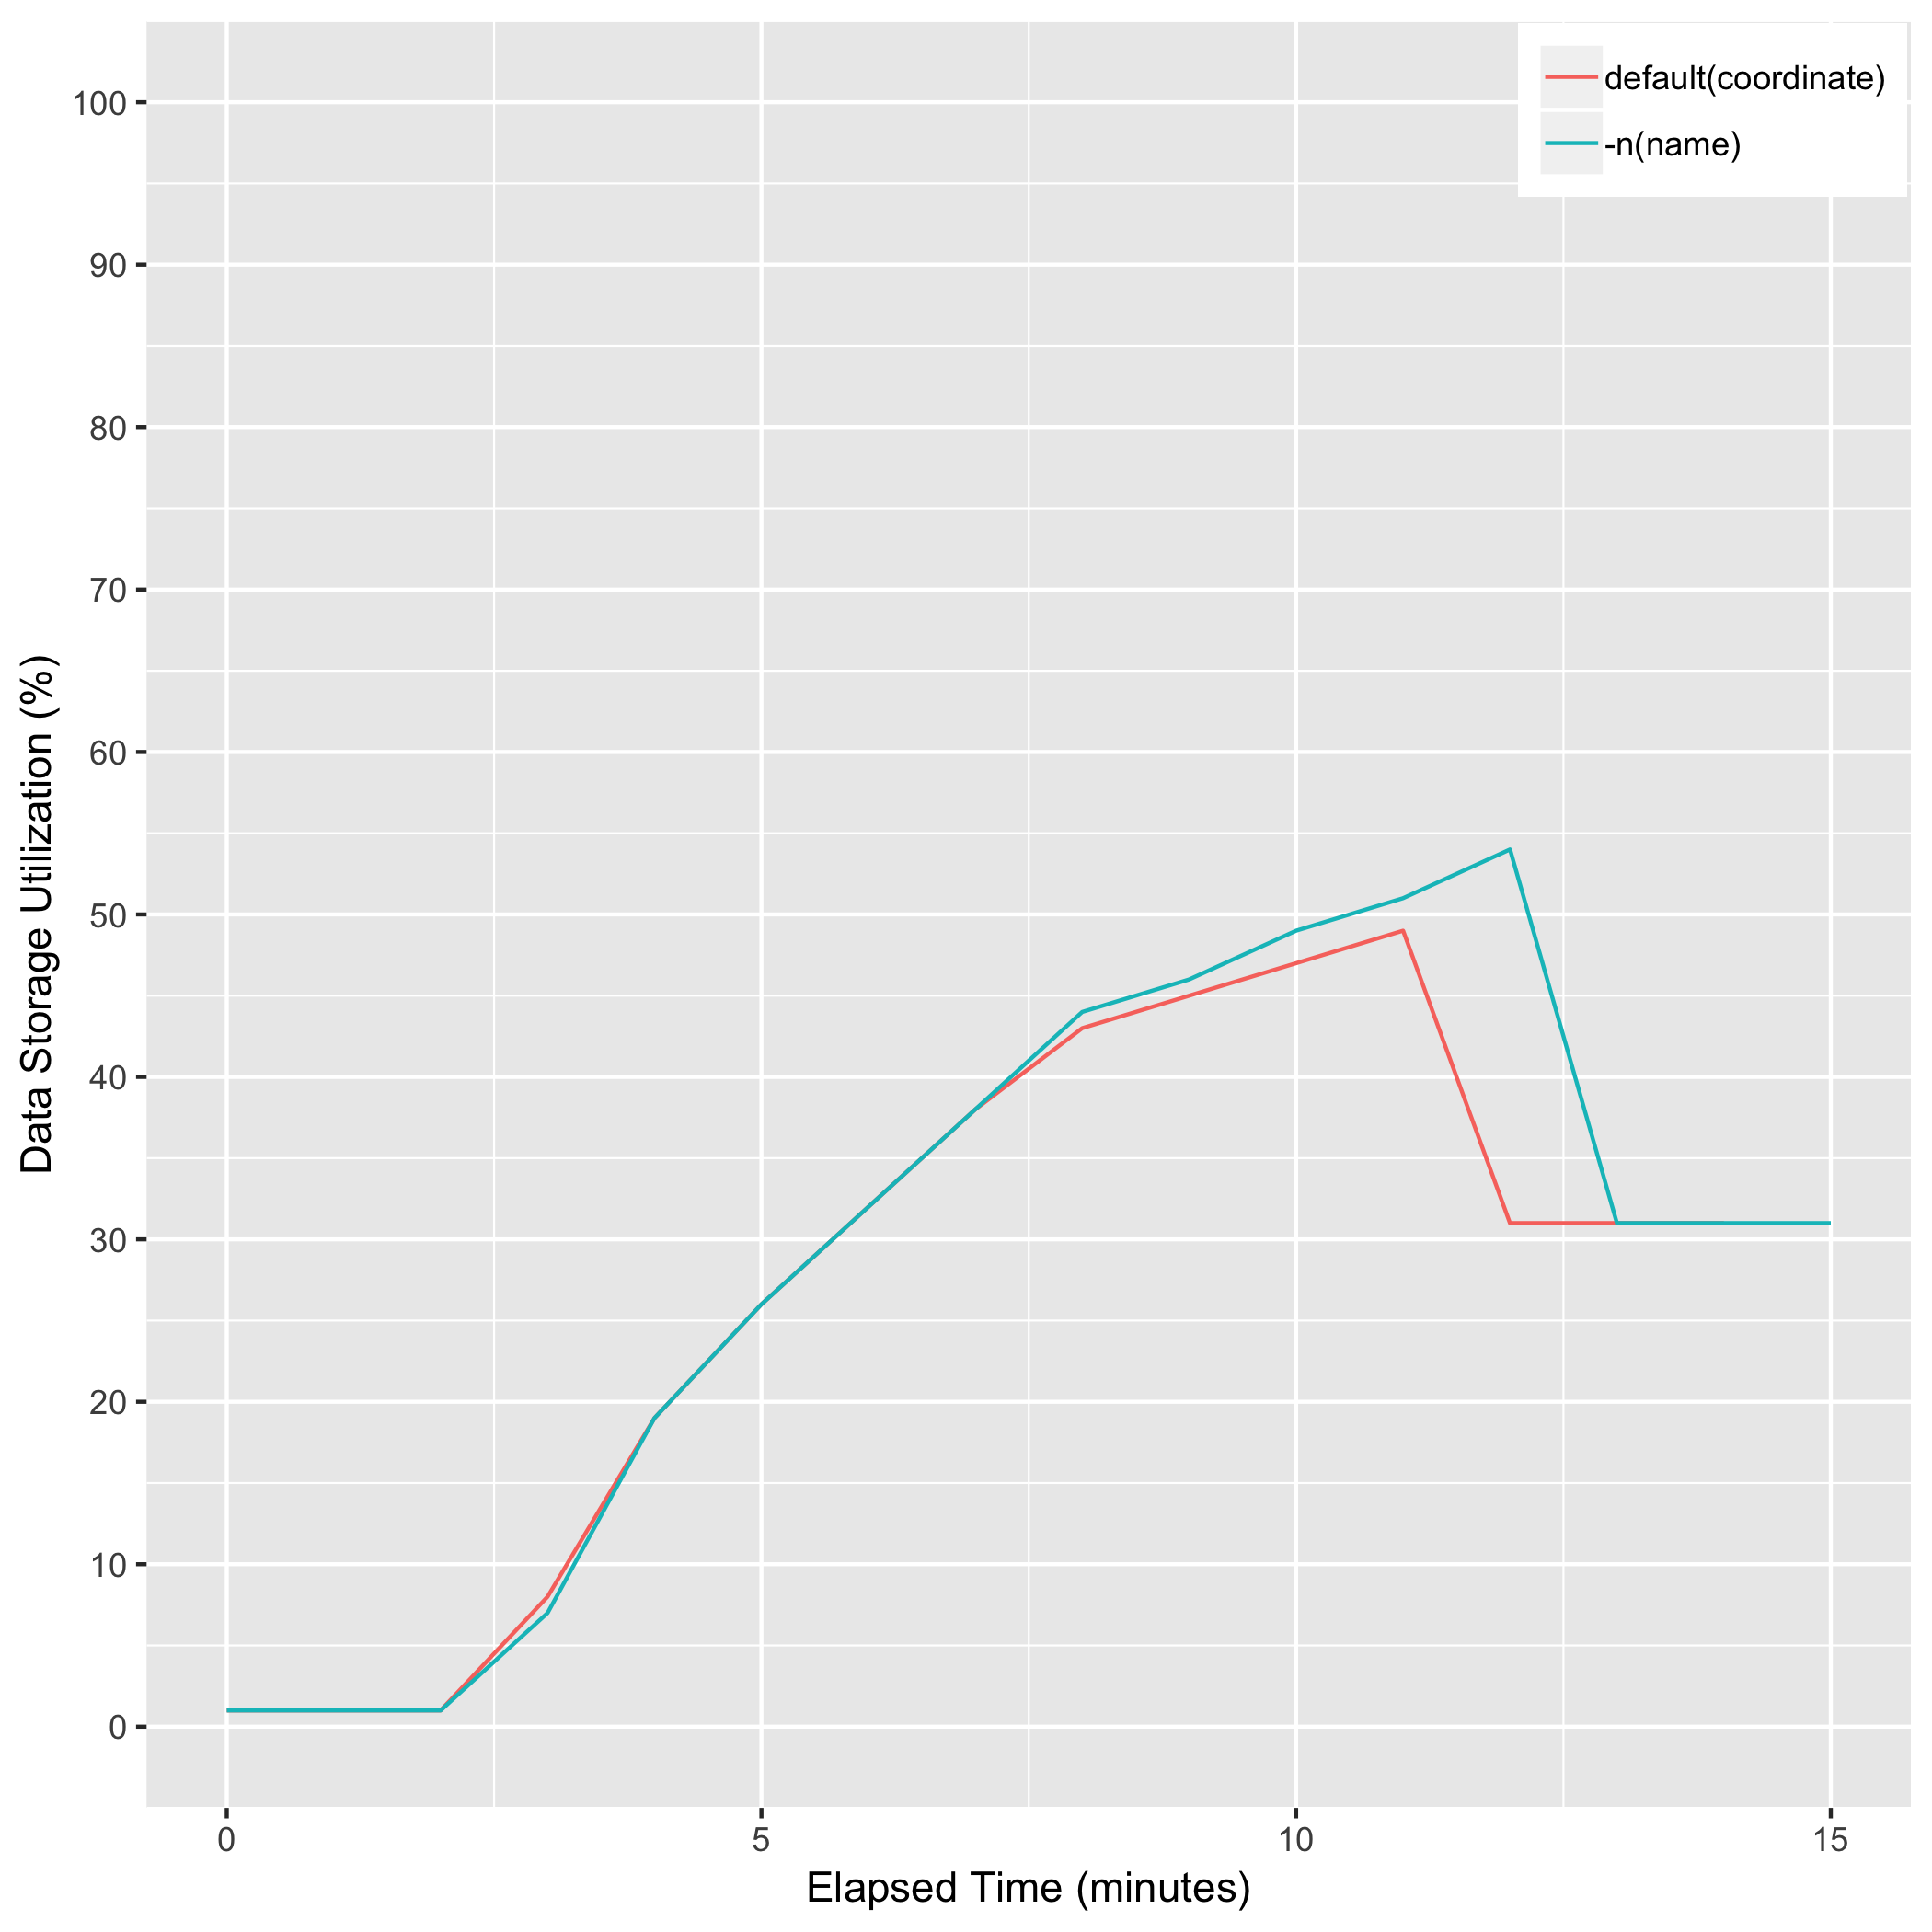 default(coordinate)
-n(name)
100
90
80
70
60
50
40
30
20
10
0
Data Storage Utilization (%)
0 5 10 15
Elapsed Time (minutes)